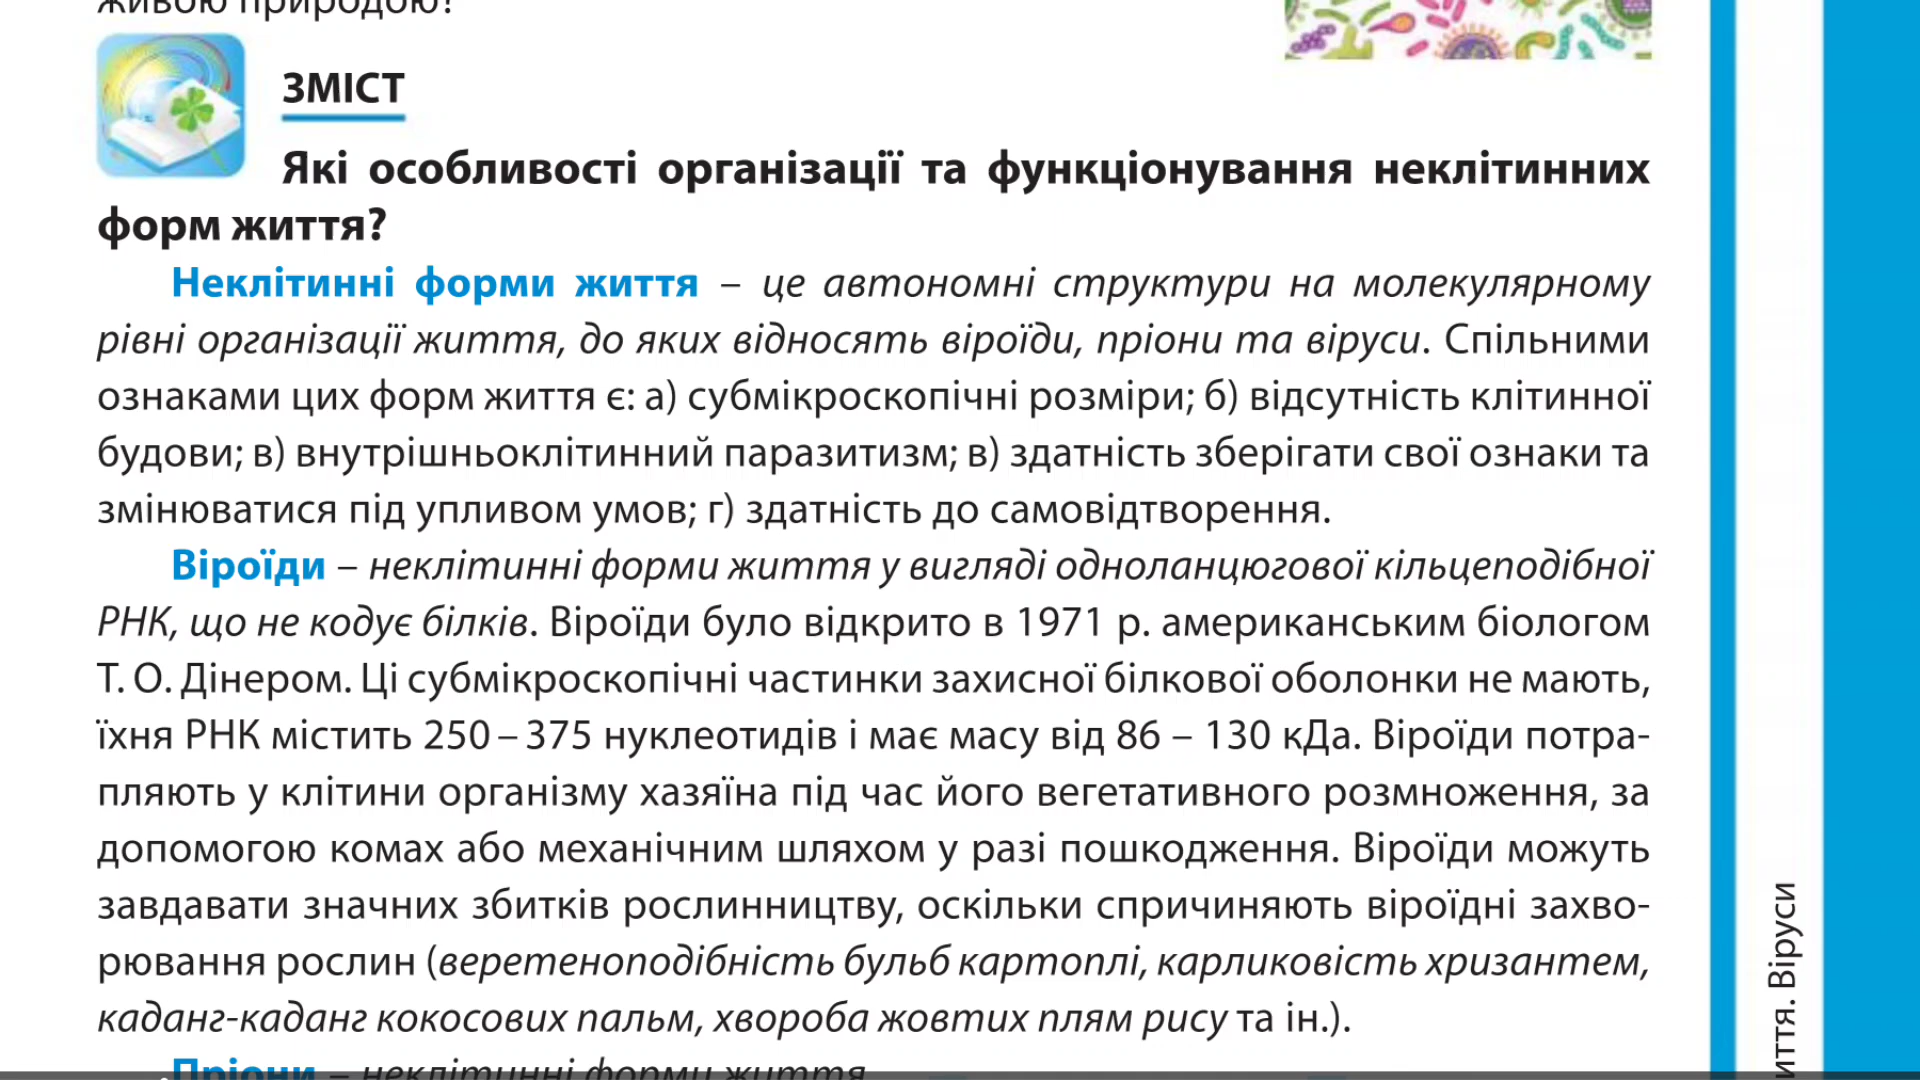 живою природою?
ЗМІСТ
Які особливості організації та функціонування неклітинних
форм життя?
Неклітинні форми життя – це автономні структури на молекулярному
рівні організації життя, до яких відносять віроїди, пріони та віруси. Спільними
ознаками цих форм життя є: а) субмікроскопічні розміри; б) відсутність клітинної
будови; в) внутрішньоклітинний паразитизм; в) здатність зберігати свої ознаки та
змінюватися під упливом умов; г) здатність до самовідтворення.
Віроїди – неклітинні форми життя у вигляді одноланцюгової кільцеподібної
РНК, що не кодує білків. Віроїди було відкрито в 1971 р. американським біологом
Т. О. Дінером. Ці субмікроскопічні частинки захисної білкової оболонки не мають,
їхня РНК містить 250 – 375 нуклеотидів і має масу від 86 – 130 кДа. Віроїди потра-
пляють у клітини організму хазяїна під час його вегетативного розмноження, за
допомогою комах або механічним шляхом у разі пошкодження. Віроїди можуть
завдавати значних збитків рослинництву, оскільки спричиняють віроїдні захво-
рювання рослин (веретеноподібність бульб картоплі, карликовість хризантем,
каданг-каданг кокосових пальм, хвороба жовтих плям рису та ін.).
Пріони – неклітинні форми життя
иття. Віруси